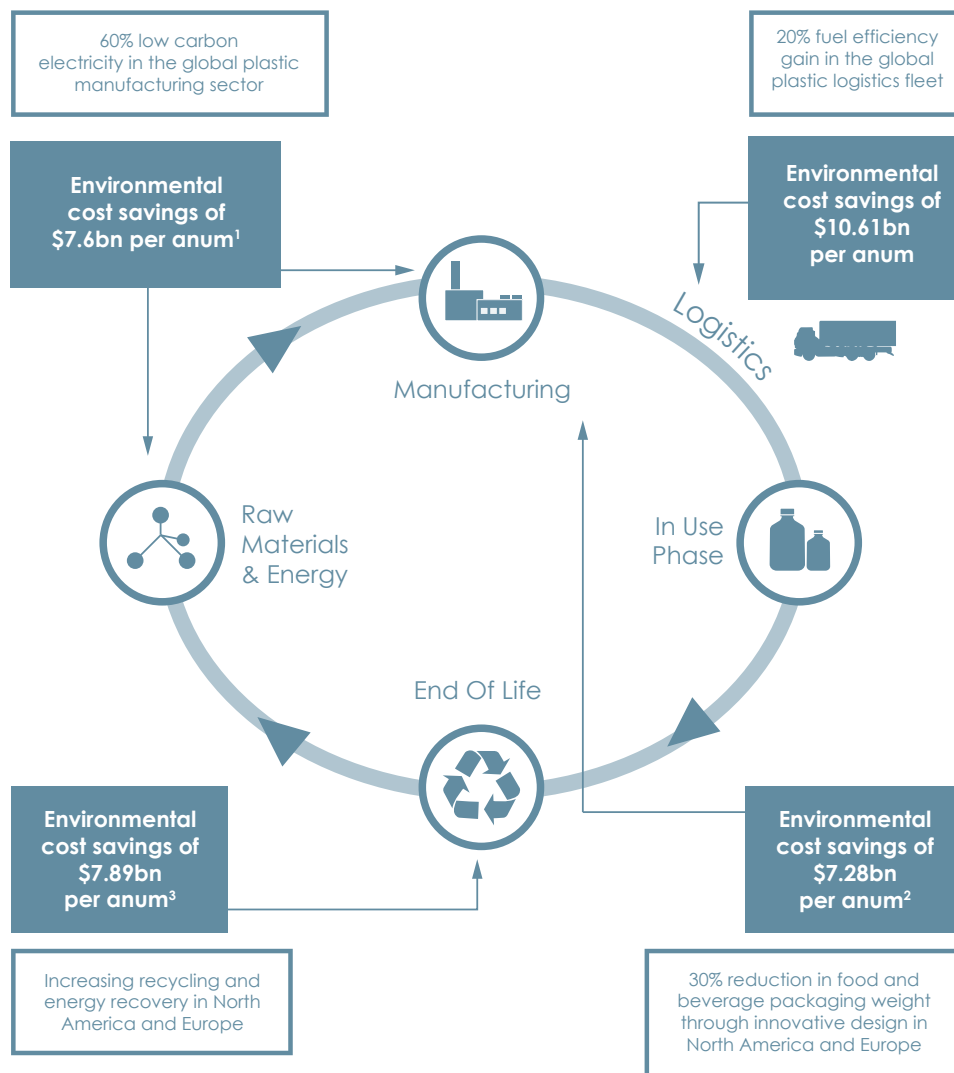 60% low carbon
electricity in the global plastic
manufacturing sector
20% fuel efficiency
gain in the global
plastic logistics fleet
Environmental
cost savings of
$7.6bn per anum¹
Environmental
cost savings of
$10.61bn
per anum
Logistics
Manufacturing
Raw
Materials
& Energy
In Use
Phase
End Of Life
Environmental
cost savings of
$7.89bn
per anum³
Environmental
cost savings of
$7.28bn
per anum²
Increasing recycling and
energy recovery in North
America and Europe
30% reduction in food and
beverage packaging weight
through innovative design in
North America and Europe